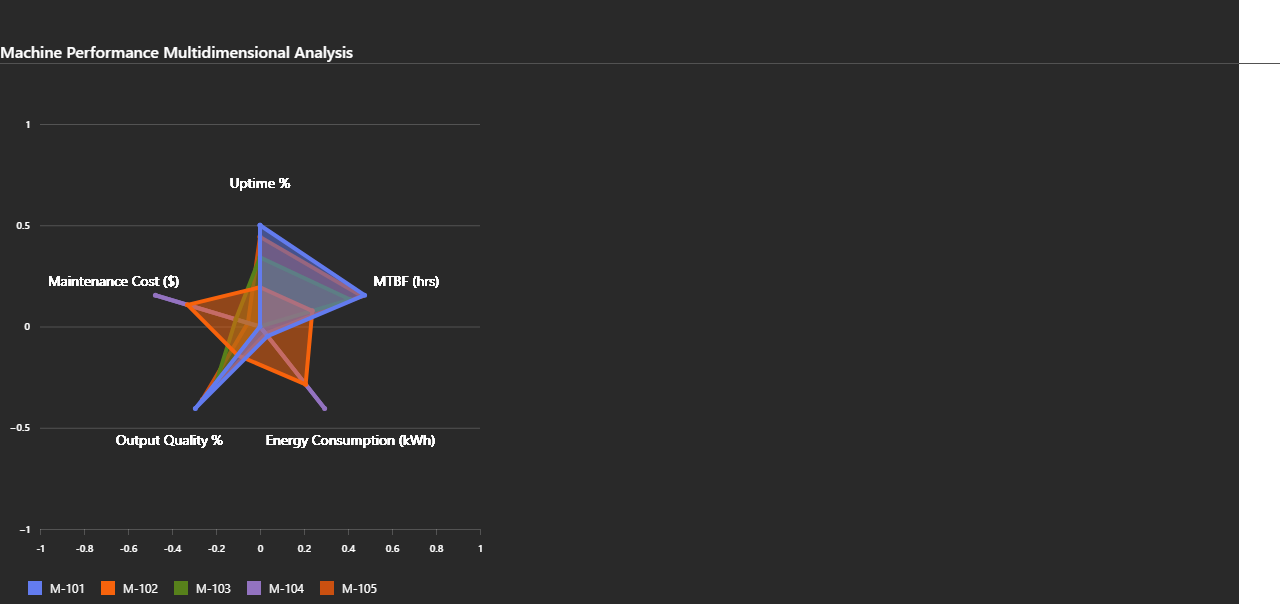 Machine Performance Multidimensional Analysis
1
Uptime %
0.5
Maintenance Cost ($)
MTBF (hrs)
0
−0.5
Output Quality %
Energy Consumption (kWh)
−1
-1 -0.8 -0.6 -0.4 -0.2 0 0.2 0.4 0.6 0.8 1
M-101 M-102 M-103 M-104 M-105